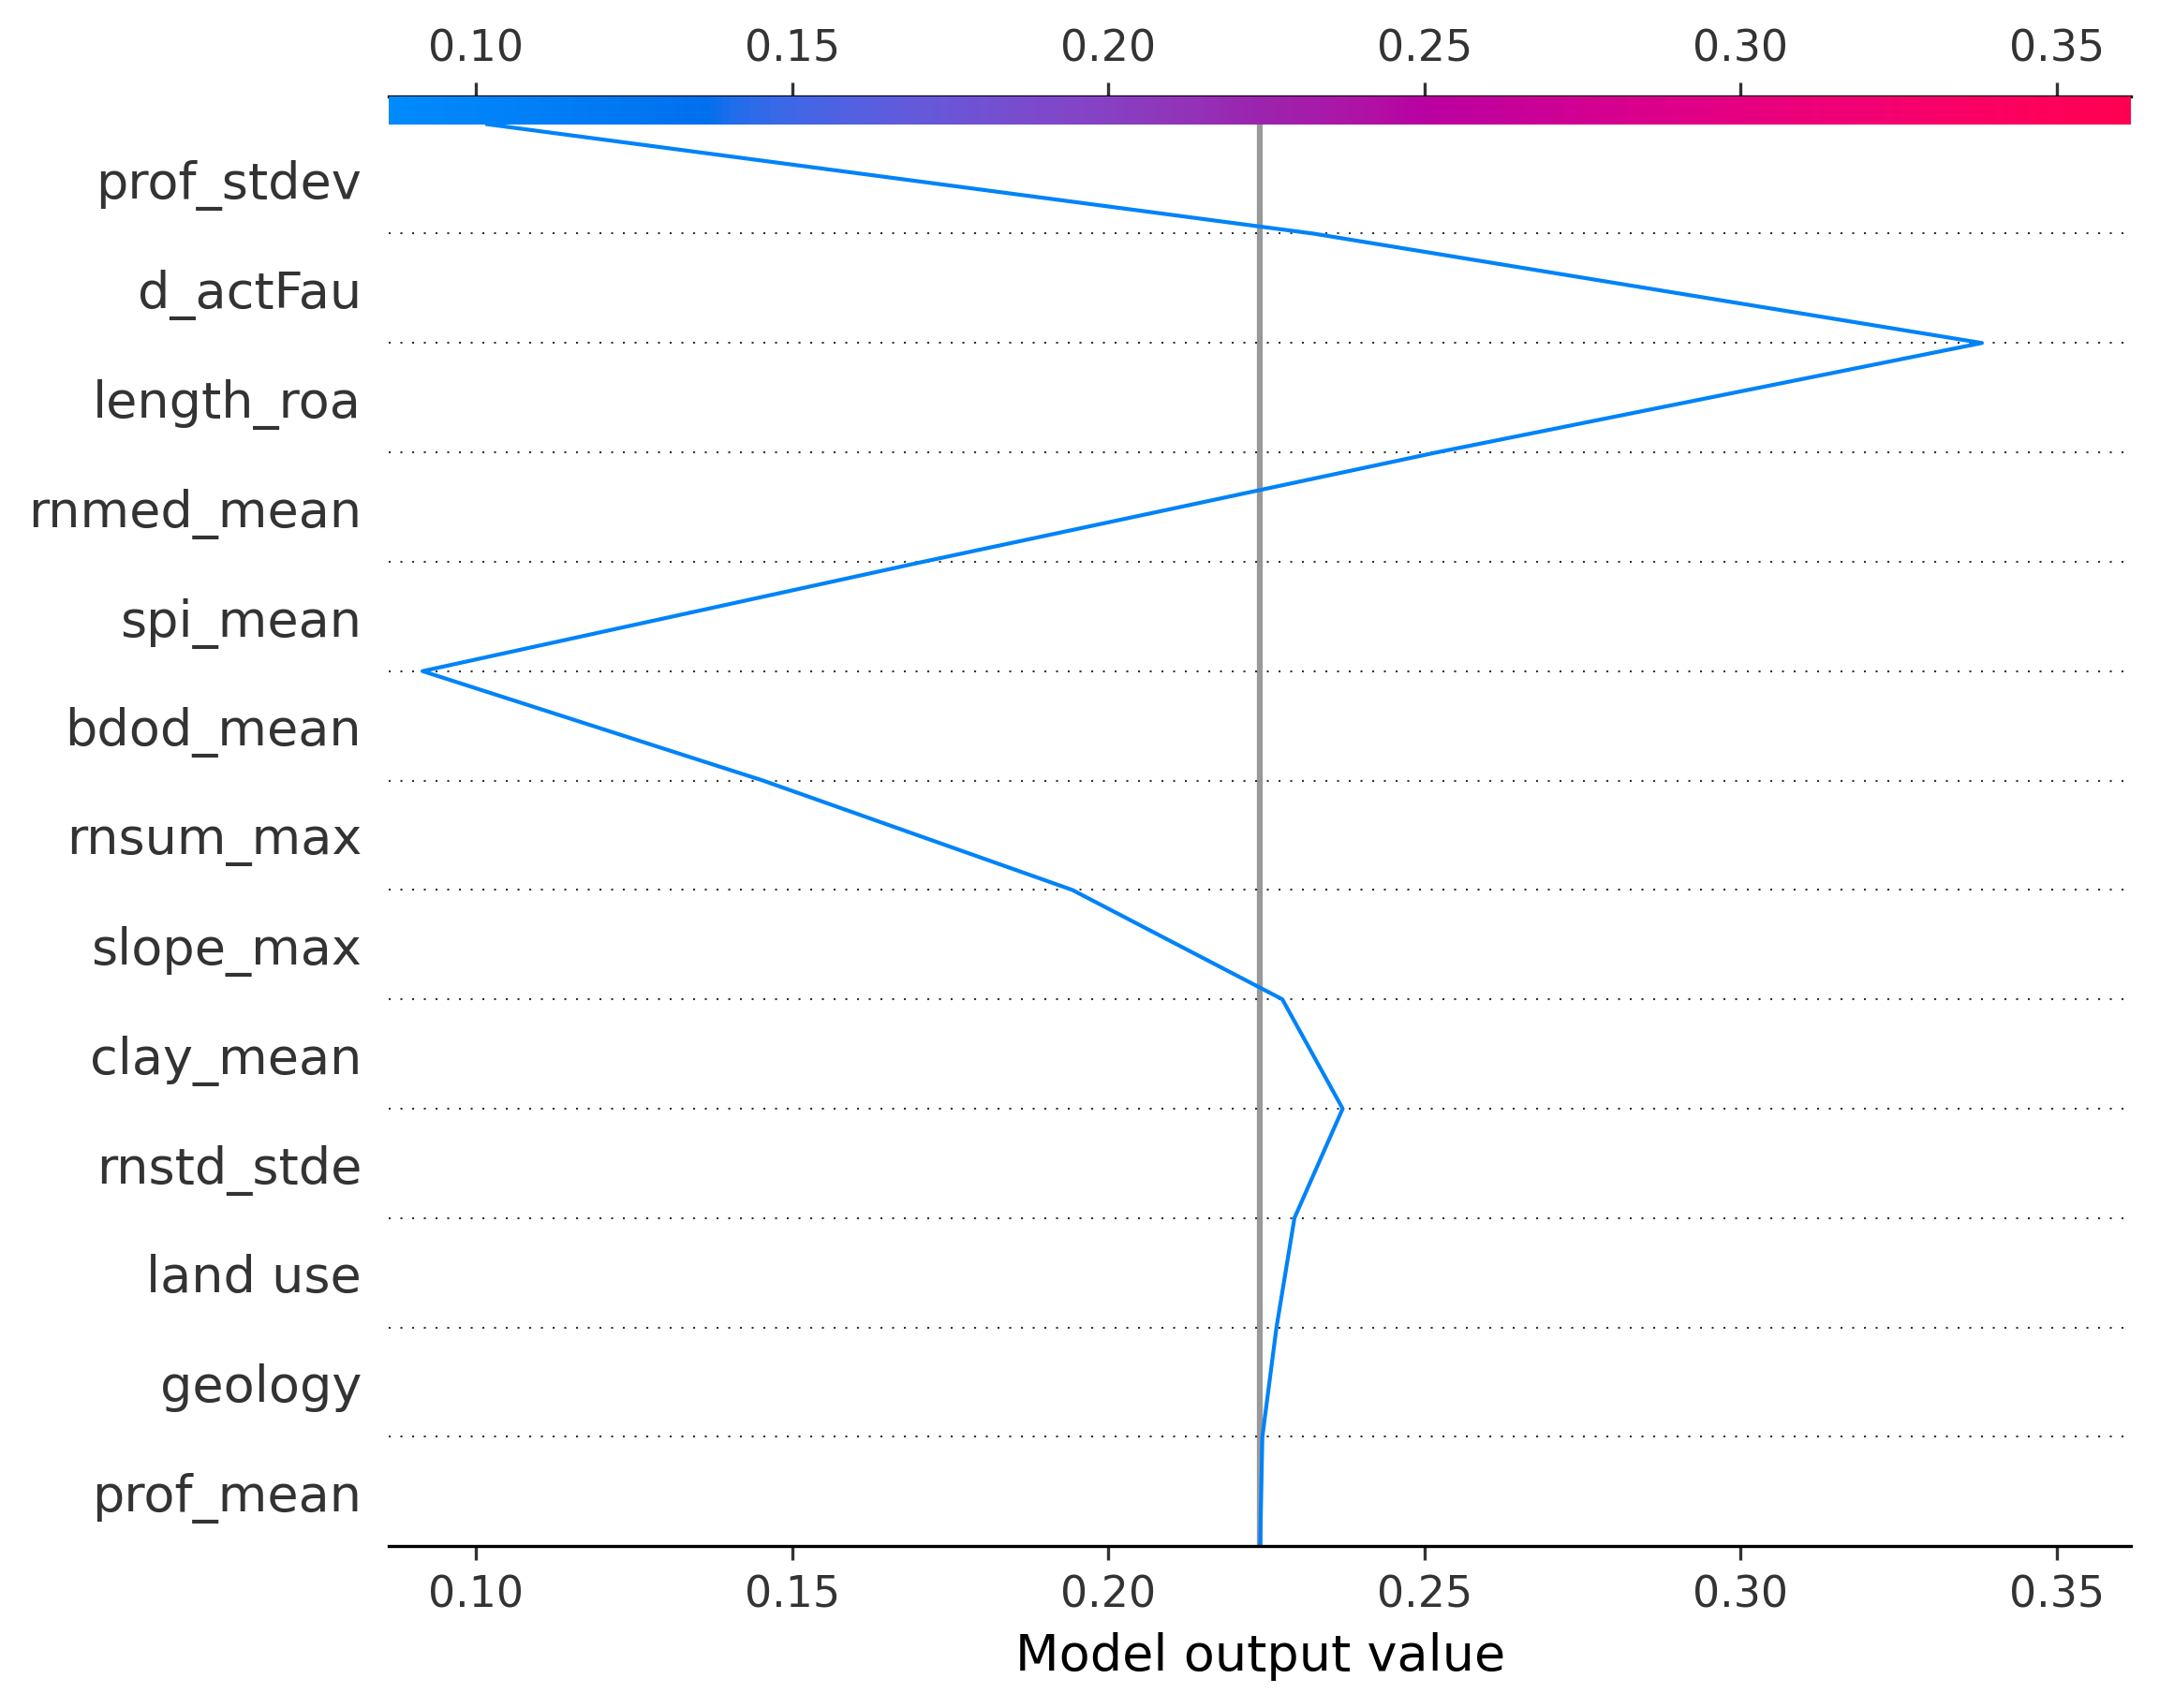 0.10 0.15 0.20 0.25 0.30 0.35
prof_stdev
d_actFau
length_roa
rnmed_mean
spi_mean
bdod_mean
rnsum_max
slope_max
clay_mean
rnstd_stde
land use
geology
prof_mean
0.10 0.15 0.20 0.25 0.30 0.35
Model output value